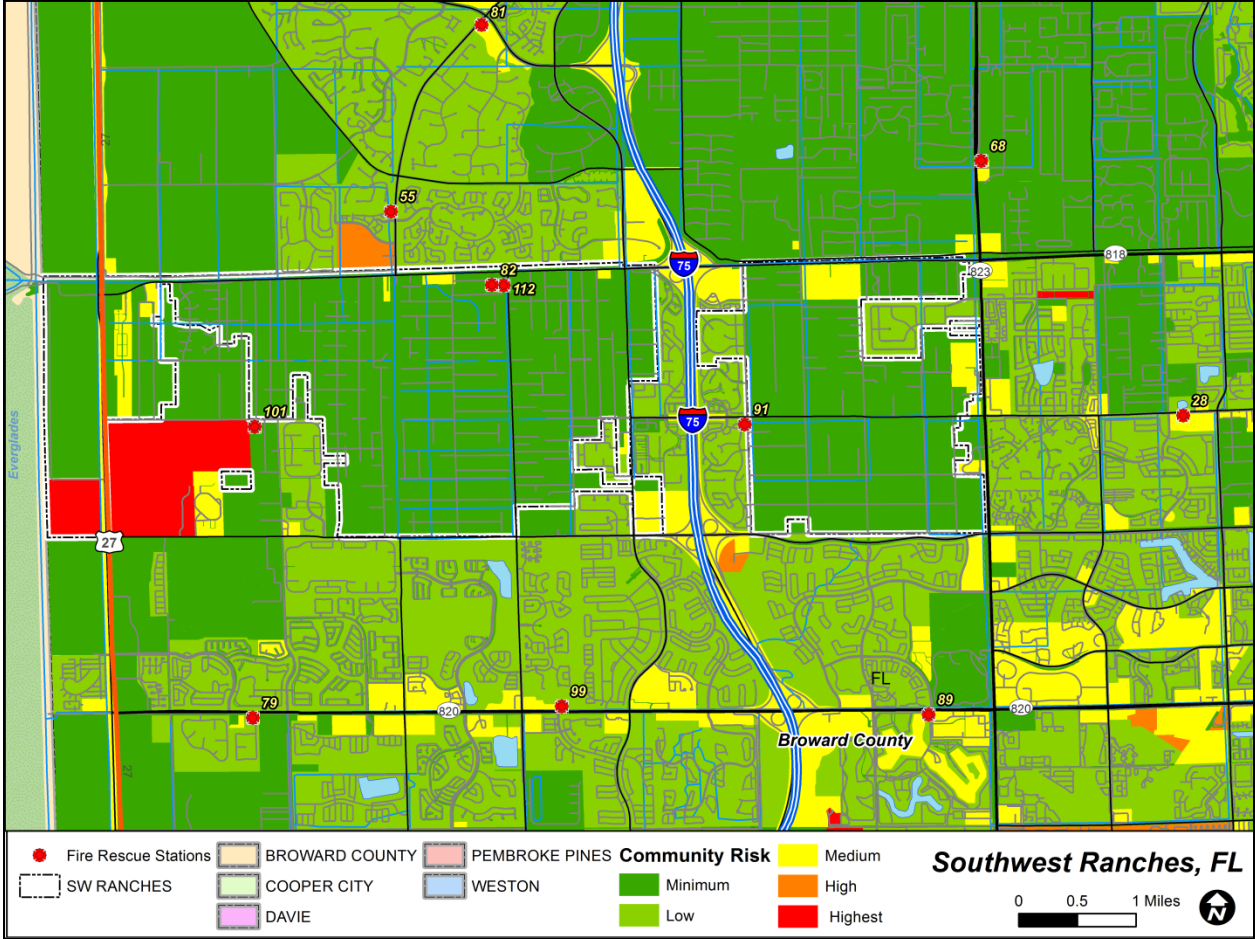 81
27
68
55
818
75
82
112
823
101
91
28
75
Everglades
27
FL
79
820
99
89
820
Broward County
27
Fire Rescue Stations
SW RANCHES
BROWARD COUNTY
COOPER CITY
DAVIE
PEMBROKE PINES
WESTON
Community Risk
Minimum
Low
Medium
High
Highest
Southwest Ranches, FL
0 0.5 1 Miles
N